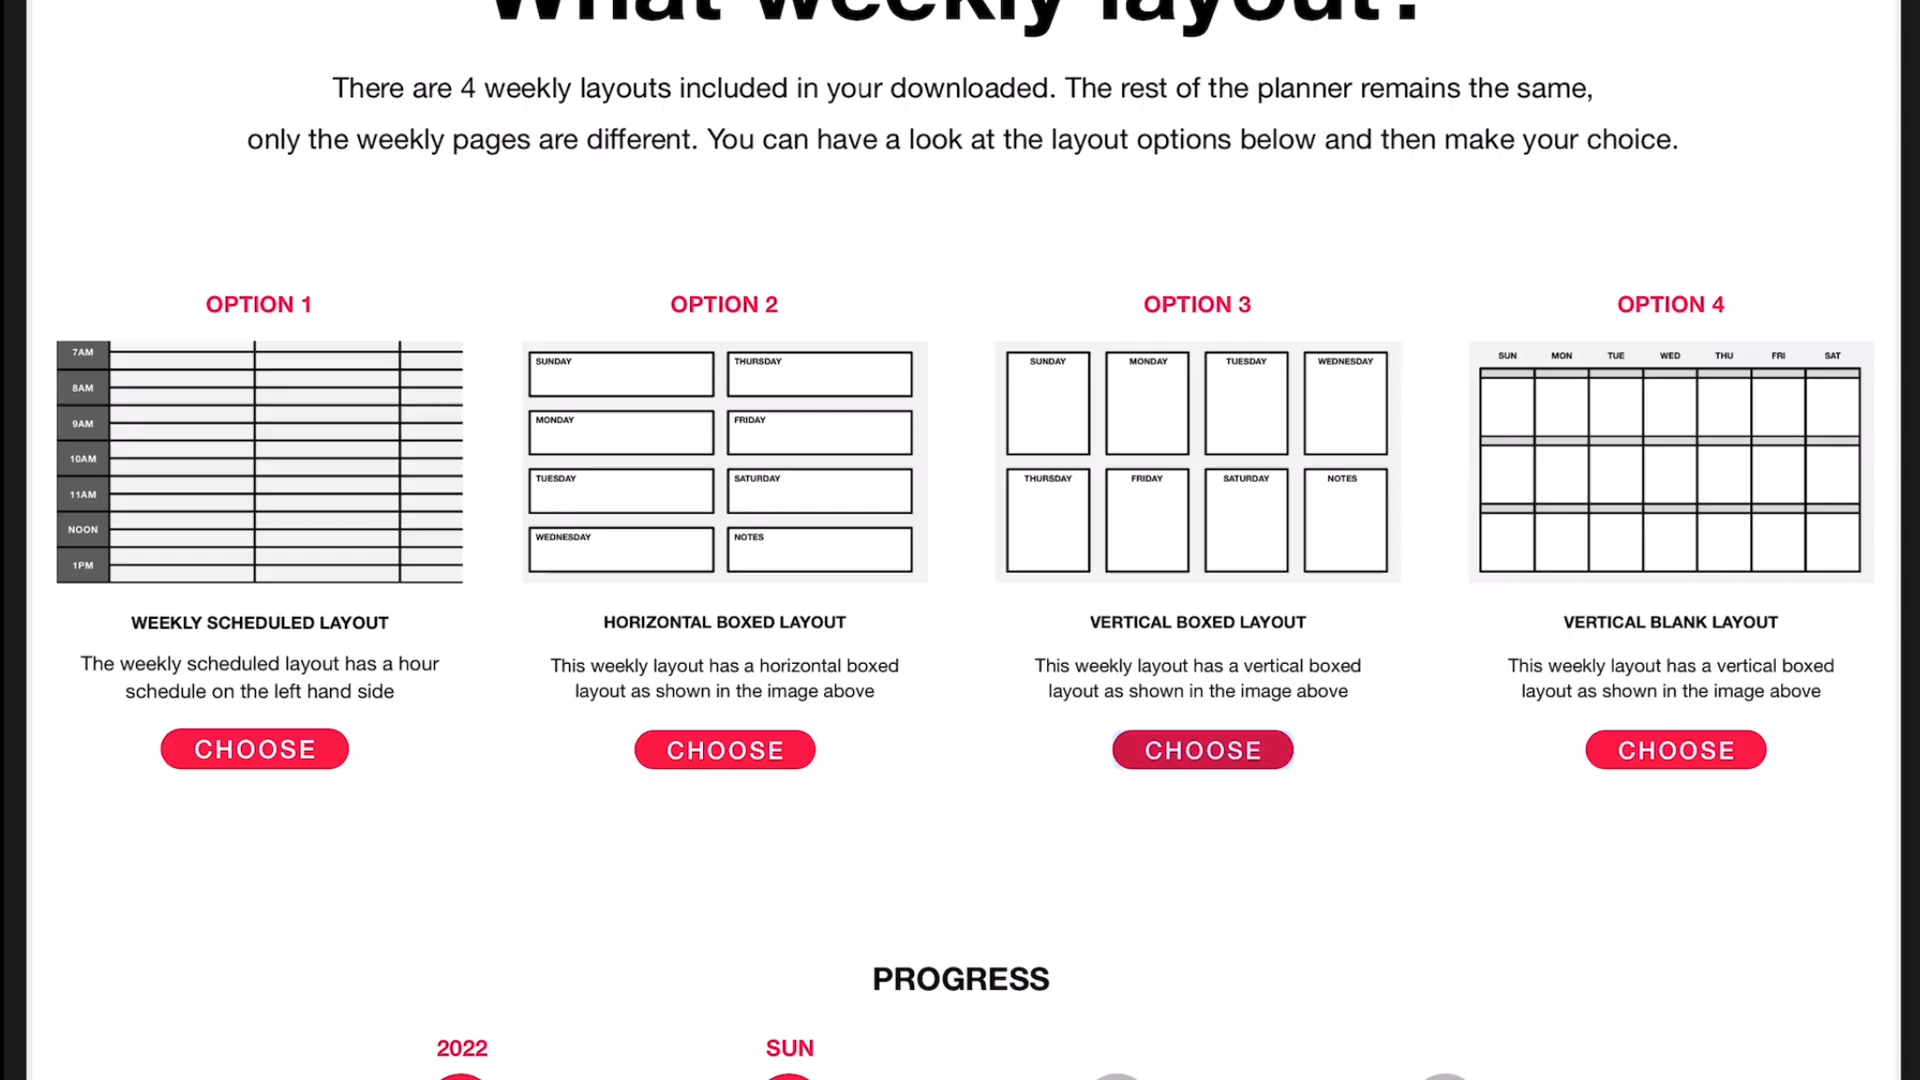 What weekly layout?
There are 4 weekly layouts included in your downloaded. The rest of the planner remains the same,
only the weekly pages are different. You can have a look at the layout options below and then make your choice.
OPTION 1
7AM
8AM
9AM
10AM
11AM
NOON
1PM
WEEKLY SCHEDULED LAYOUT
The weekly scheduled layout has a hour
schedule on the left hand side
CHOOSE
OPTION 2
SUNDAY THURSDAY
MONDAY FRIDAY
TUESDAY SATURDAY
WEDNESDAY NOTES
HORIZONTAL BOXED LAYOUT
This weekly layout has a horizontal boxed
layout as shown in the image above
CHOOSE
OPTION 3
SUNDAY MONDAY TUESDAY WEDNESDAY
THURSDAY FRIDAY SATURDAY NOTES
VERTICAL BOXED LAYOUT
This weekly layout has a vertical boxed
layout as shown in the image above
CHOOSE
OPTION 4
SUN MON TUE WED THU FRI SAT
VERTICAL BLANK LAYOUT
This weekly layout has a vertical boxed
layout as shown in the image above
CHOOSE
PROGRESS
2022 SUN